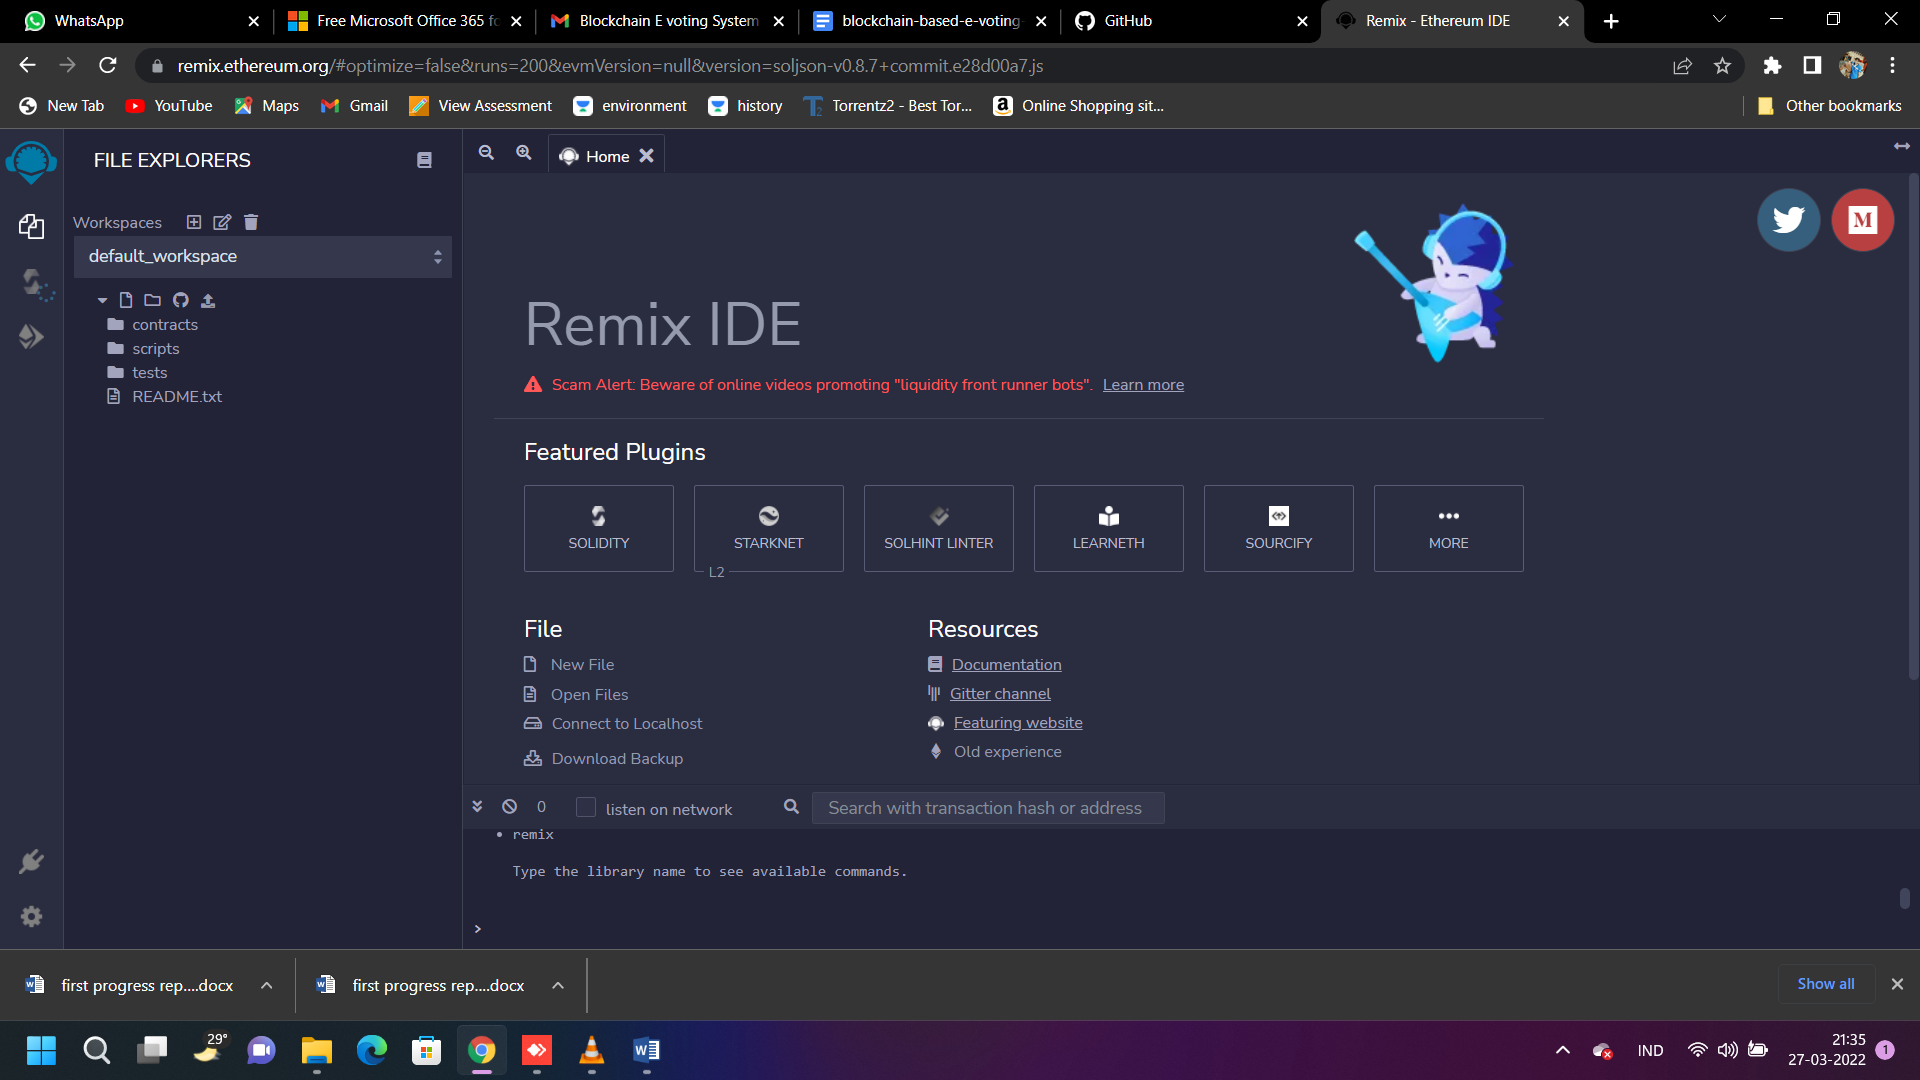 WhatsApp
Free Microsoft Office 365 fo
Blockchain E voting System
blockchain-based-e-voting-
GitHub
Remix - Ethereum IDE
remix.ethereum.org/#optimize=false&runs=200&evmVersion=null&version=soljson-v0.8.7+commit.e28d00a7.js
New Tab
YouTube
Maps
Gmail
View Assessment
environment
history
Torrentz2 - Best Tor...
Online Shopping sit...
Other bookmarks
FILE EXPLORERS
Home
Workspaces
default_workspace
contracts
scripts
tests
README.txt
M
Remix IDE
Scam Alert: Beware of online videos promoting "liquidity front runner bots". Learn more
Featured Plugins
SOLIDITY
STARKNET
L2
SOLHINT LINTER
LEARNETH
SOURCIFY
MORE
File
New File
Open Files
Connect to Localhost
Download Backup
Resources
Documentation
Gitter channel
Featuring website
Old experience
0
listen on network
Search with transaction hash or address
• remix
Type the library name to see available commands.
>
first progress rep....docx
first progress rep....docx
Show all
29°
IND
21:35
27-03-2022
1